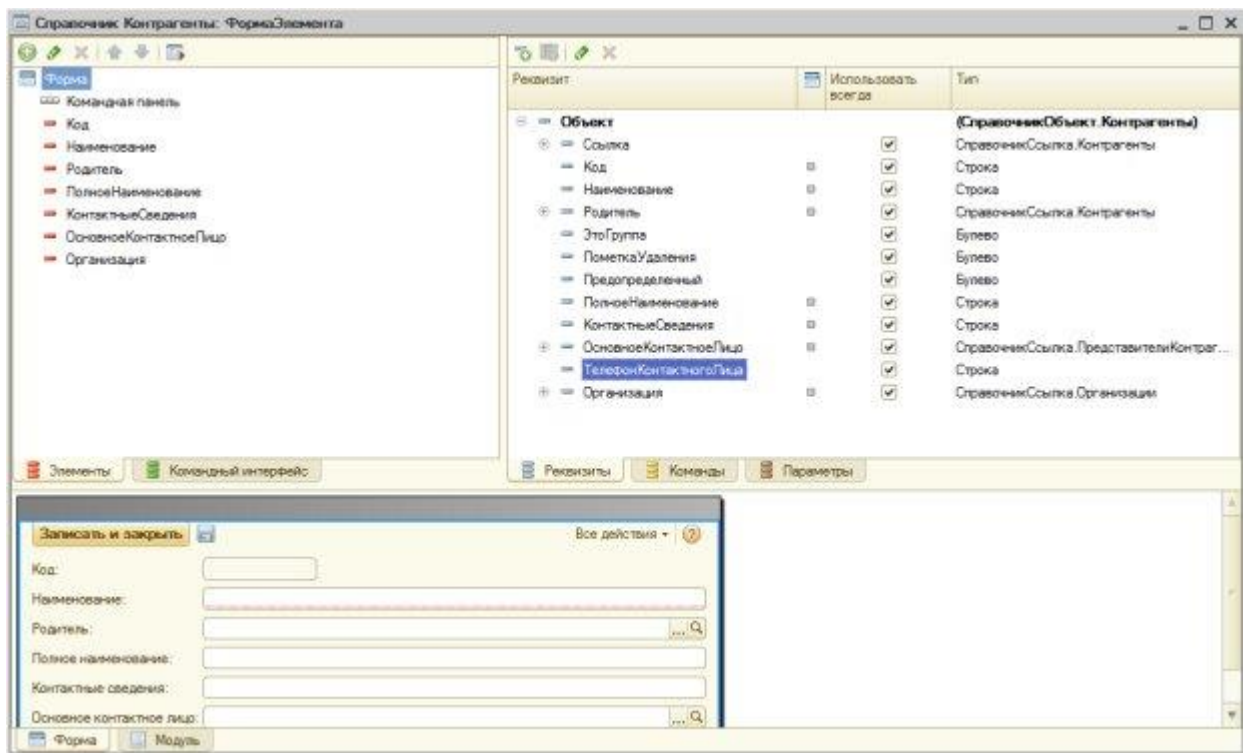 Справочник Контрагенты: ФормаЭлемента
Форма
Командная панель
Код
Наименование
Родитель
ПолноеНаименование
КонтактныеСведения
ОсновноеКонтактноеЛицо
Организация
Элементы Командный интерфейс
Реквизит Использовать всегда Тип
Объект (СправочникОбъект.Контрагенты)
Ссылка СправочникСсылка.Контрагенты
Код Строка
Наименование Строка
Родитель СправочникСсылка.Контрагенты
ЭтоГруппа Булево
ПометкаУдаления Булево
Предопределенный Булево
ПолноеНаименование Строка
КонтактныеСведения Строка
ОсновноеКонтактноеЛицо СправочникСсылка.ПредставителиКонтраг...
ТелефонКонтактногоЛица Строка
Организация СправочникСсылка.Организации
Реквизиты Команды Параметры
Записать и закрыть Все действия
Код:
Наименование:
Родитель:
Полное наименование:
Контактные сведения:
Основное контактное лицо:
Форма Модуль